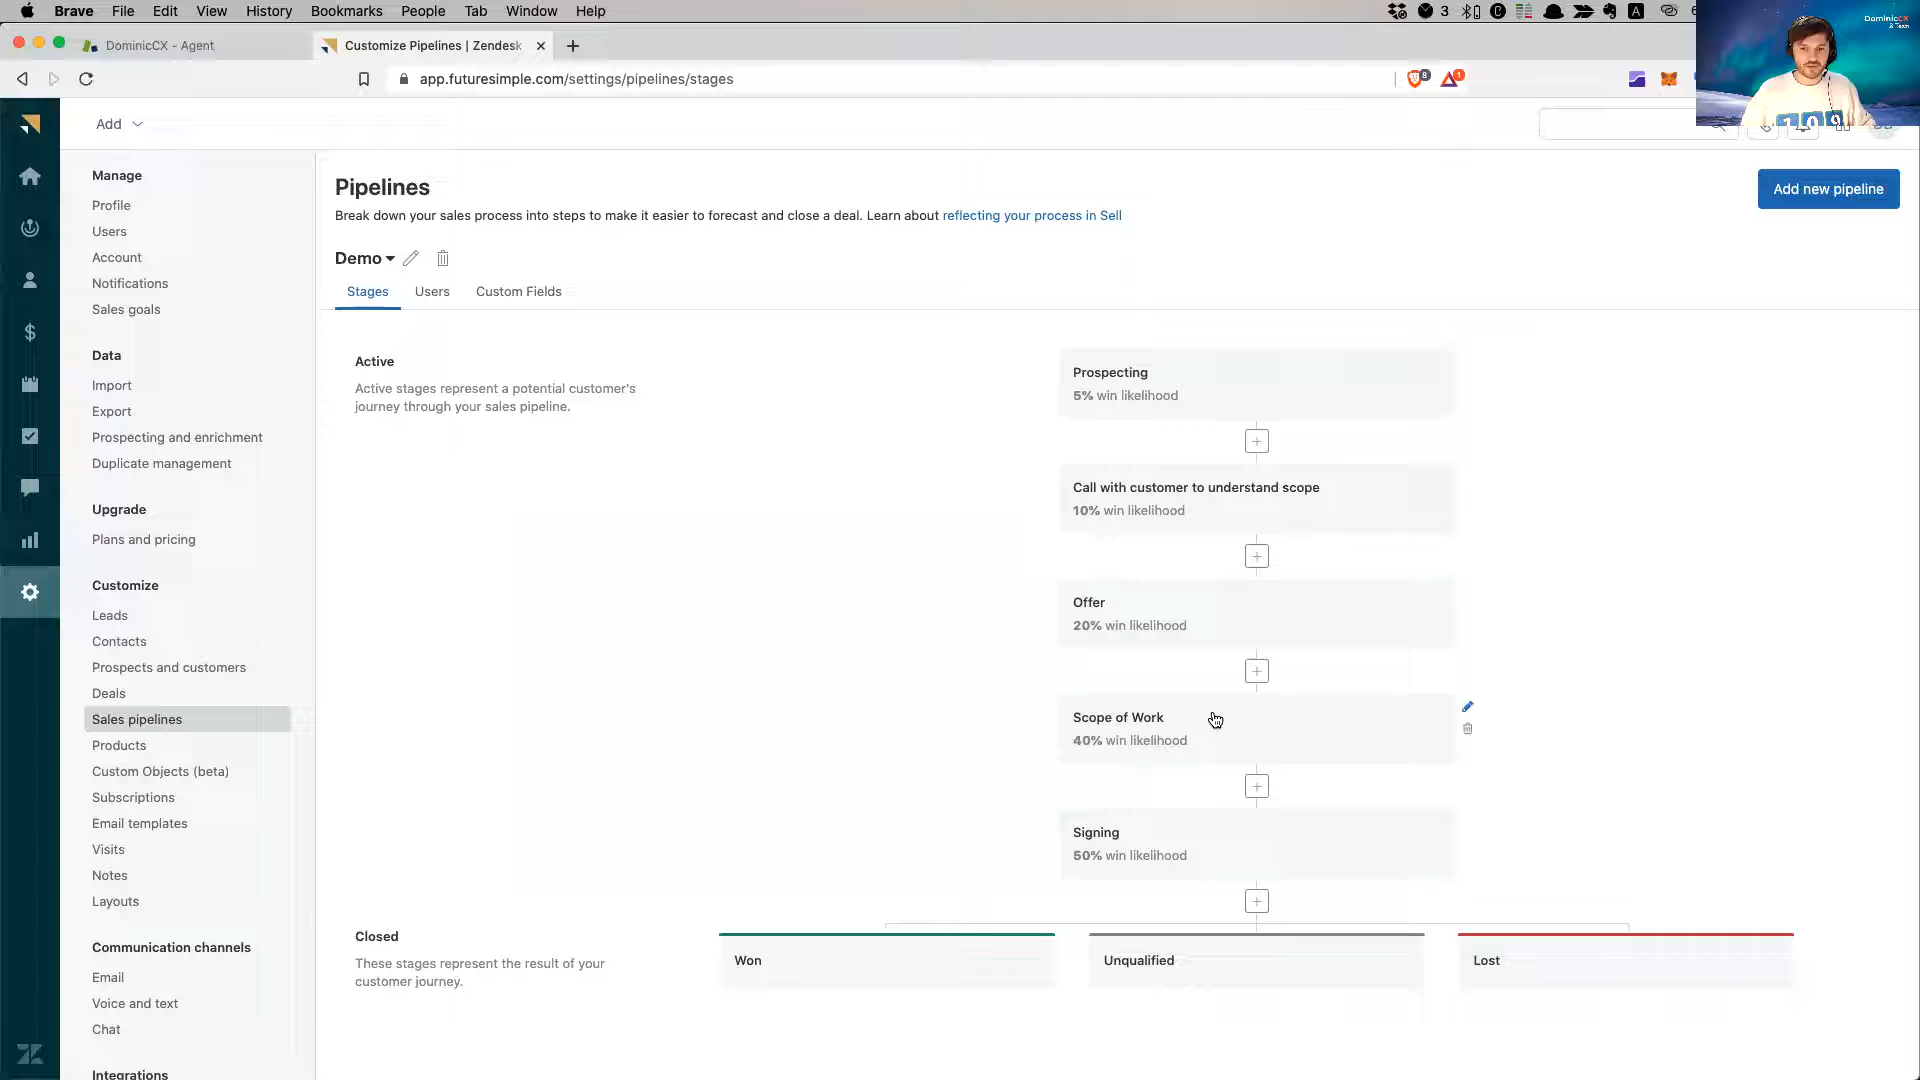 Brave File Edit View History Bookmarks People Tab Window Help
3
DominicCX - Agent
Customize Pipelines | Zendesk
app.futuresimple.com/settings/pipelines/stages
8
1
DominicCX
& Team
Add
Manage
Profile
Users
Account
Notifications
Sales goals
Data
Import
Export
Prospecting and enrichment
Duplicate management
Upgrade
Plans and pricing
Customize
Leads
Contacts
Prospects and customers
Deals
Sales pipelines
Products
Custom Objects (beta)
Subscriptions
Email templates
Visits
Notes
Layouts
Communication channels
Email
Voice and text
Chat
Integrations
Pipelines
Add new pipeline
Break down your sales process into steps to make it easier to forecast and close a deal. Learn about reflecting your process in Sell
Demo
Stages Users Custom Fields
Active
Active stages represent a potential customer's
journey through your sales pipeline.
Prospecting
5% win likelihood
Call with customer to understand scope
10% win likelihood
Offer
20% win likelihood
Scope of Work
40% win likelihood
Signing
50% win likelihood
Closed
These stages represent the result of your
customer journey.
Won
Unqualified
Lost